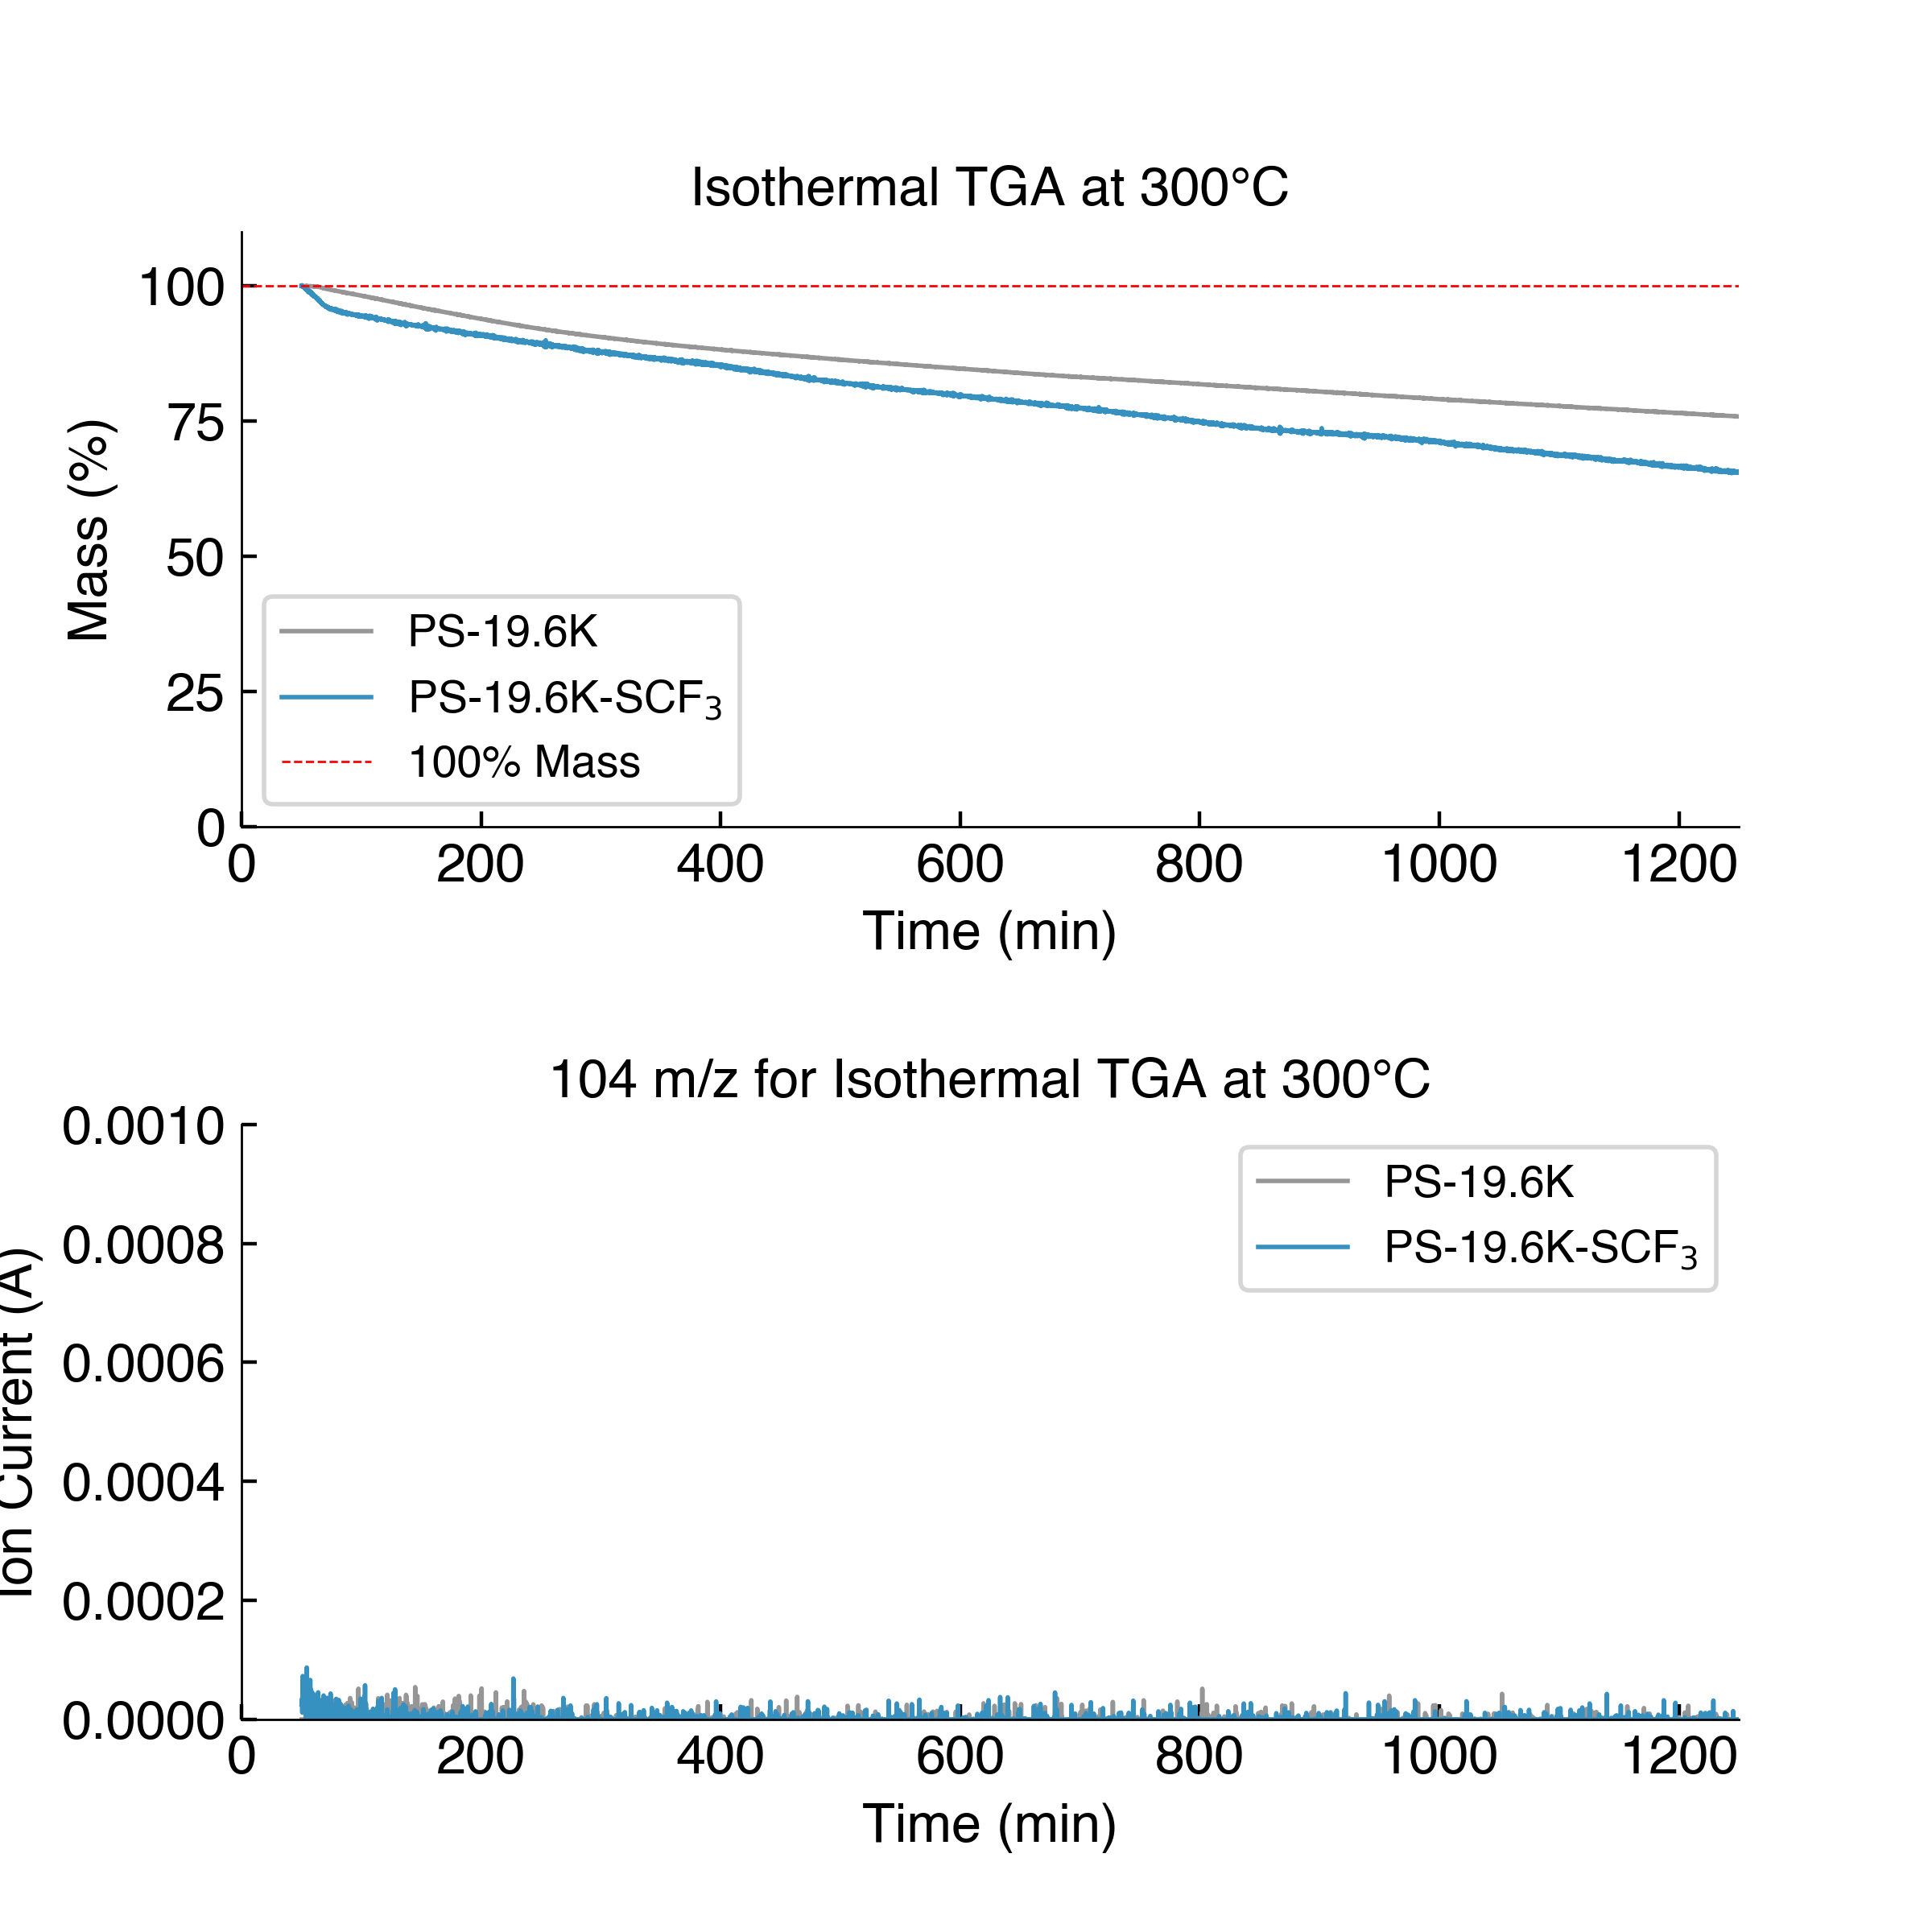 Isothermal TGA at 300°C
100
75
50
25
0
Mass (%)
PS-19.6K
PS-19.6K-SCF₃
100% Mass
0 200 400 600 800 1000 1200
Time (min)
104 m/z for Isothermal TGA at 300°C
0.0010
0.0008
0.0006
0.0004
0.0002
0.0000
Ion Current (A)
PS-19.6K
PS-19.6K-SCF₃
0 200 400 600 800 1000 1200
Time (min)